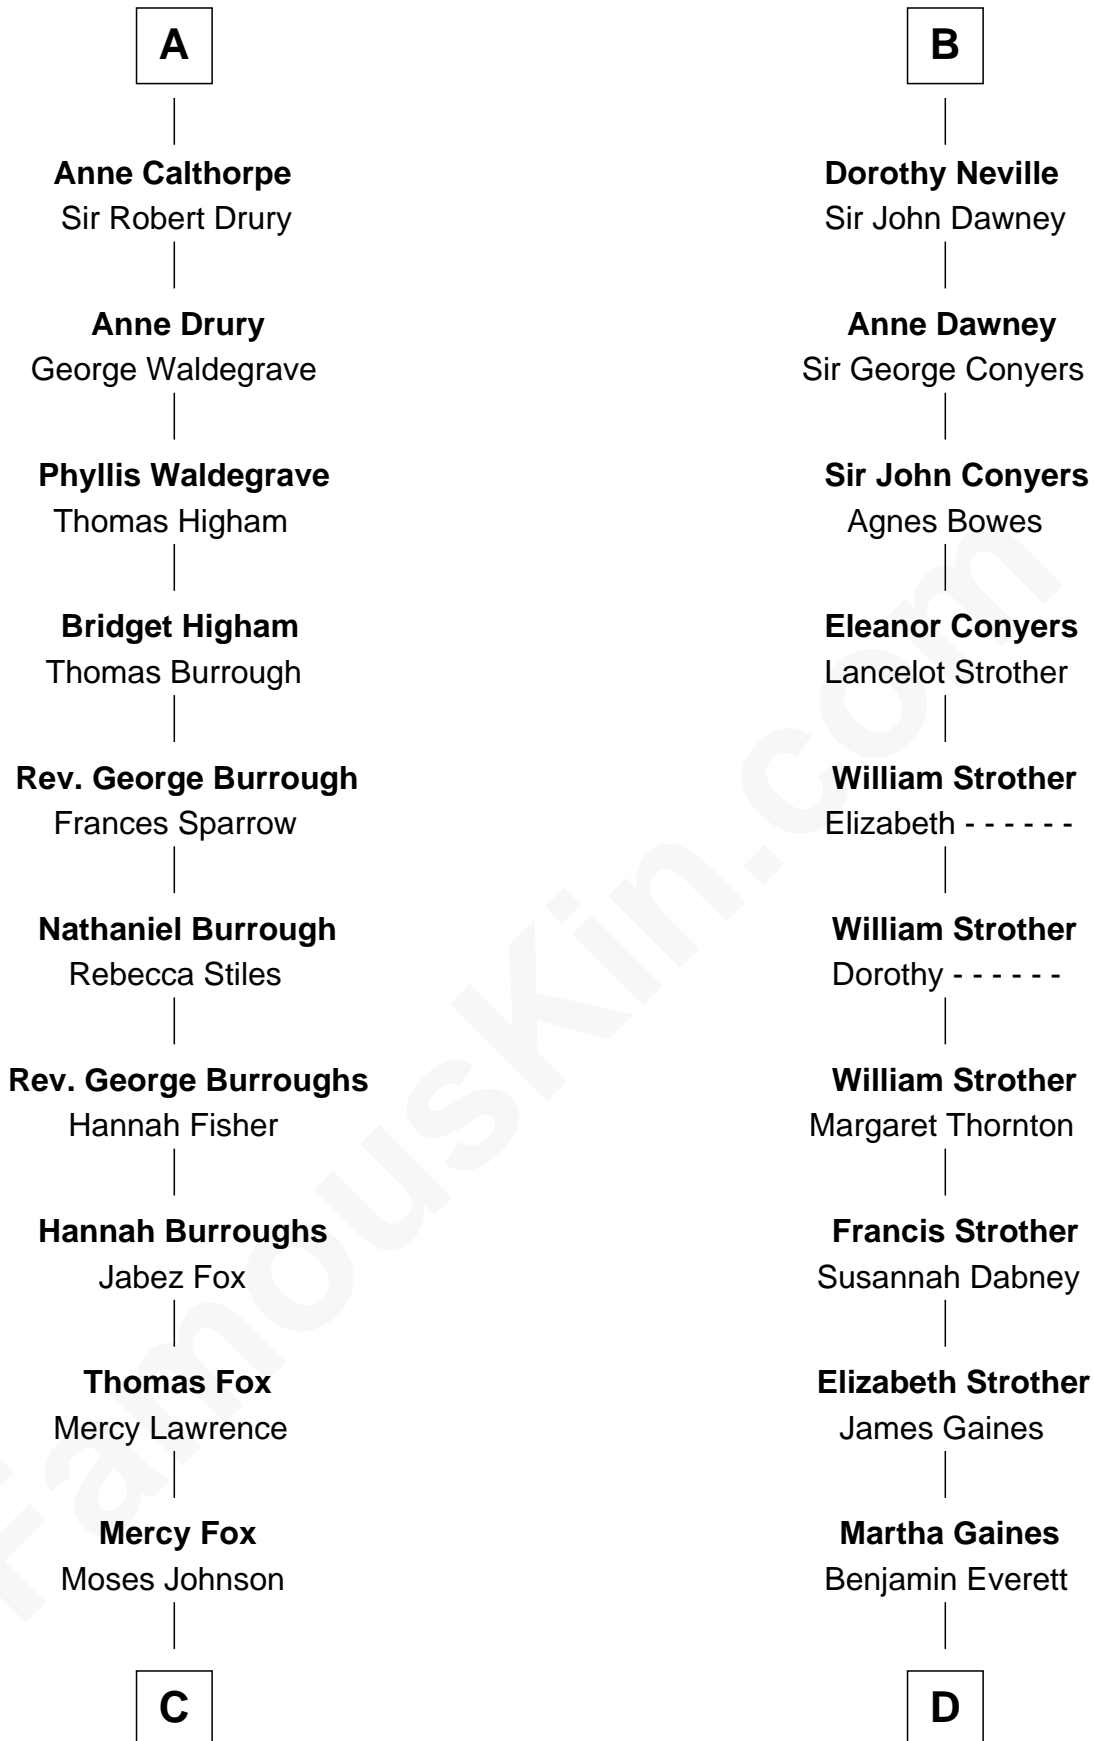 A
Anne Calthorpe
Sir Robert Drury
Anne Drury
George Waldegrave
Phyllis Waldegrave
Thomas Higham
Bridget Higham
Thomas Burrough
Rev. George Burrough
Frances Sparrow
Nathaniel Burrough
Rebecca Stiles
Rev. George Burroughs
Hannah Fisher
Hannah Burroughs
Jabez Fox
Thomas Fox
Mercy Lawrence
Mercy Fox
Moses Johnson
C
B
Dorothy Neville
Sir John Dawney
Anne Dawney
Sir George Conyers
Sir John Conyers
Agnes Bowes
Eleanor Conyers
Lancelot Strother
William Strother
Elizabeth - - - - - -
William Strother
Dorothy - - - - - -
William Strother
Margaret Thornton
Francis Strother
Susannah Dabney
Elizabeth Strother
James Gaines
Martha Gaines
Benjamin Everett
D
FamousKin.com